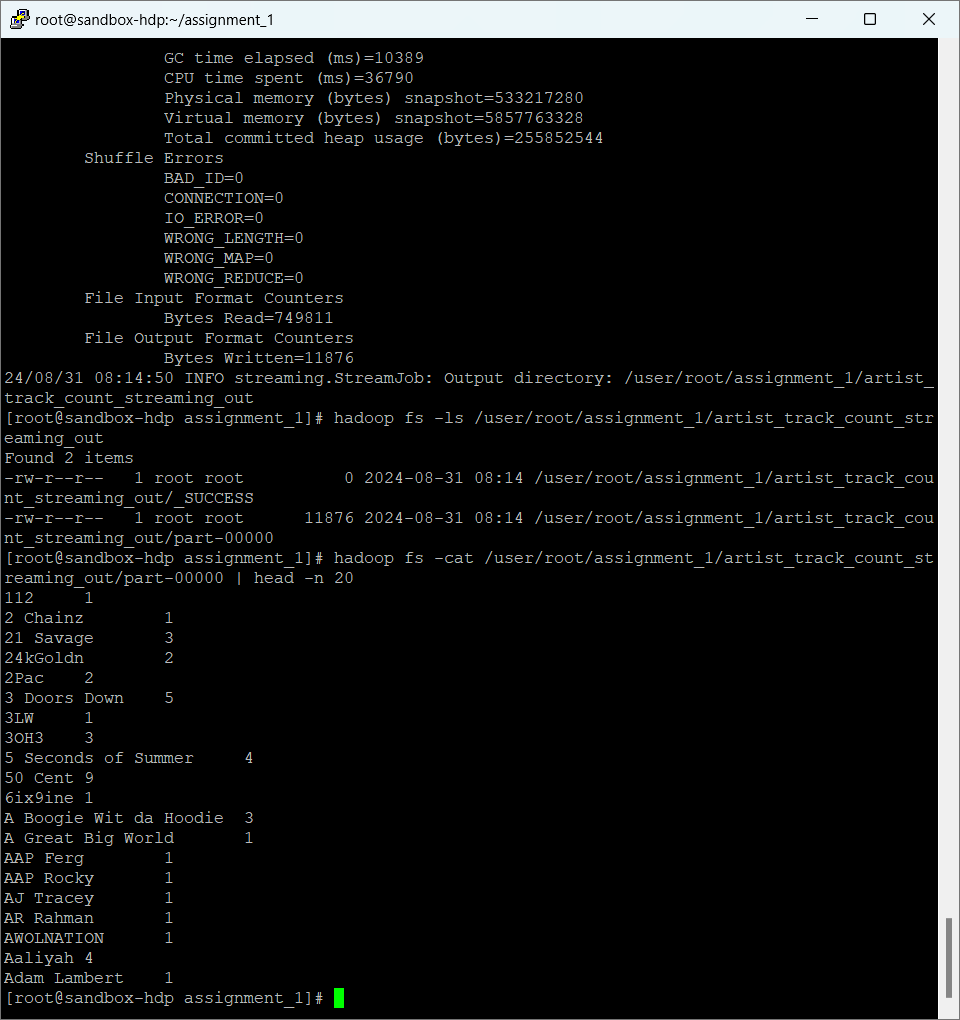 root@sandbox-hdp:~/assignment_1
GC time elapsed (ms)=10389
CPU time spent (ms)=36790
Physical memory (bytes) snapshot=533217280
Virtual memory (bytes) snapshot=5857763328
Total committed heap usage (bytes)=255852544
Shuffle Errors
BAD_ID=0
CONNECTION=0
IO_ERROR=0
WRONG_LENGTH=0
WRONG_MAP=0
WRONG_REDUCE=0
File Input Format Counters
Bytes Read=749811
File Output Format Counters
Bytes Written=11876
24/08/31 08:14:50 INFO streaming.StreamJob: Output directory: /user/root/assignment_1/artist_
track_count_streaming_out
[root@sandbox-hdp assignment_1]# hadoop fs -ls /user/root/assignment_1/artist_track_count_str
eaming_out
Found 2 items
-rw-r--r--   1 root root          0 2024-08-31 08:14 /user/root/assignment_1/artist_track_cou
nt_streaming_out/_SUCCESS
-rw-r--r--   1 root root      11876 2024-08-31 08:14 /user/root/assignment_1/artist_track_cou
nt_streaming_out/part-00000
[root@sandbox-hdp assignment_1]# hadoop fs -cat /user/root/assignment_1/artist_track_count_st
reaming_out/part-00000 | head -n 20
112     1
2 Chainz        1
21 Savage       3
24kGoldn        2
2Pac    2
3 Doors Down    5
3LW     1
3OH3    3
5 Seconds of Summer     4
50 Cent 9
6ix9ine 1
A Boogie Wit da Hoodie  3
A Great Big World       1
AAP Ferg        1
AAP Rocky       1
AJ Tracey       1
AR Rahman       1
AWOLNATION      1
Aaliyah 4
Adam Lambert    1
[root@sandbox-hdp assignment_1]#